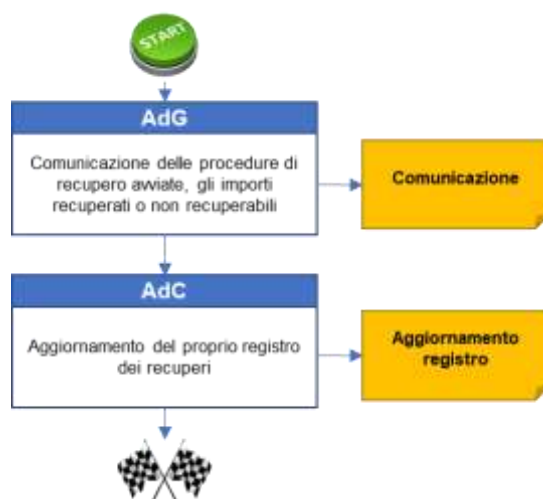 START
AdG
Comunicazione delle procedure di
recupero avviate, gli importi
recuperati o non recuperabili
Comunicazione
AdC
Aggiornamento del proprio registro
dei recuperi
Aggiornamento
registro